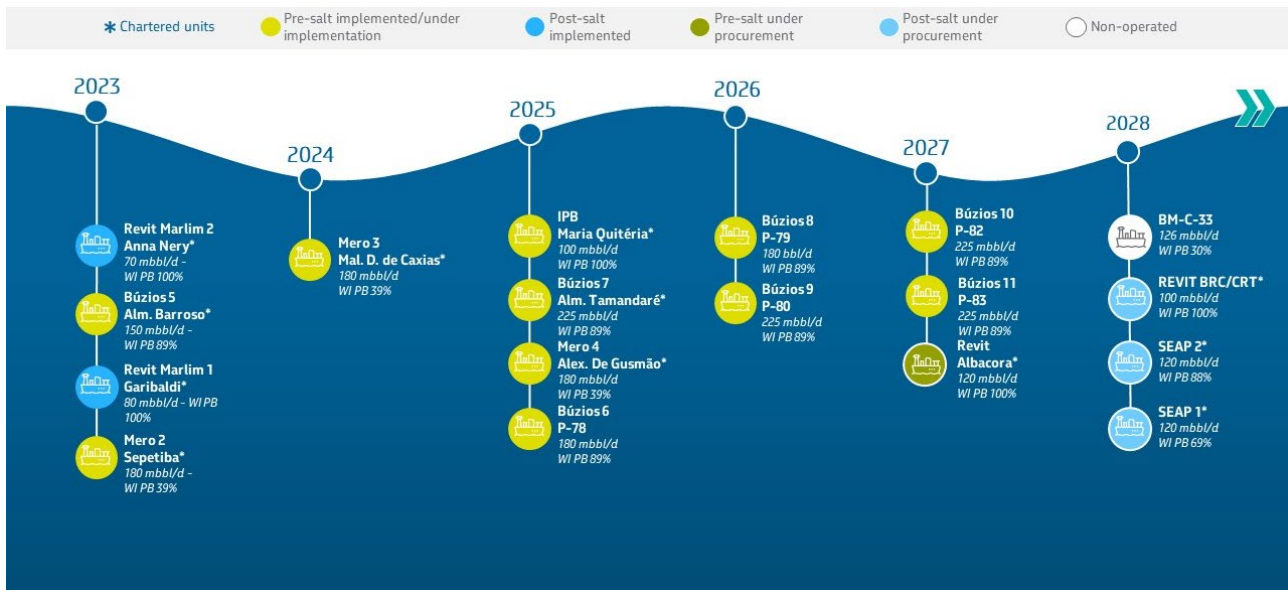 * Chartered units
Pre-salt implemented/under
implementation
Post-salt
implemented
Pre-salt under
procurement
Post-salt under
procurement
Non-operated
2023
Revit Marlim 2
Anna Nery*
70 mbbl/d -
WI PB 100%
Búzios 5
Alm. Barroso*
150 mbbl/d -
WI PB 89%
Revit Marlim 1
Garibaldi*
80 mbbl/d - WI PB
100%
Mero 2
Sepetiba*
180 mbbl/d -
WI PB 39%
2024
Mero 3
Mal. D. de Caxias*
180 mbbl/d
WI PB 39%
2025
IPB
Maria Quitéria*
100 mbbl/d
WI PB 100%
Búzios 7
Alm. Tamandaré*
225 mbbl/d
WI PB 89%
Mero 4
Alex. De Gusmão*
180 mbbl/d
WI PB 39%
Búzios 6
P-78
180 mbbl/d
WI PB 89%
2026
Búzios 8
P-79
180 bbl/d
WI PB 89%
Búzios 9
P-80
225 mbbl/d
WI PB 89%
2027
Búzios 10
P-82
225 mbbl/d
WI PB 89%
Búzios 11
P-83
225 mbbl/d
WI PB 89%
Revit
Albacora*
120 mbbl/d
WI PB 100%
2028
BM-C-33
126 mbbl/d
WI PB 30%
REVIT BRC/CRT*
100 mbbl/d
WI PB 100%
SEAP 2*
120 mbbl/d
WI PB 88%
SEAP 1*
120 mbbl/d
WI PB 69%